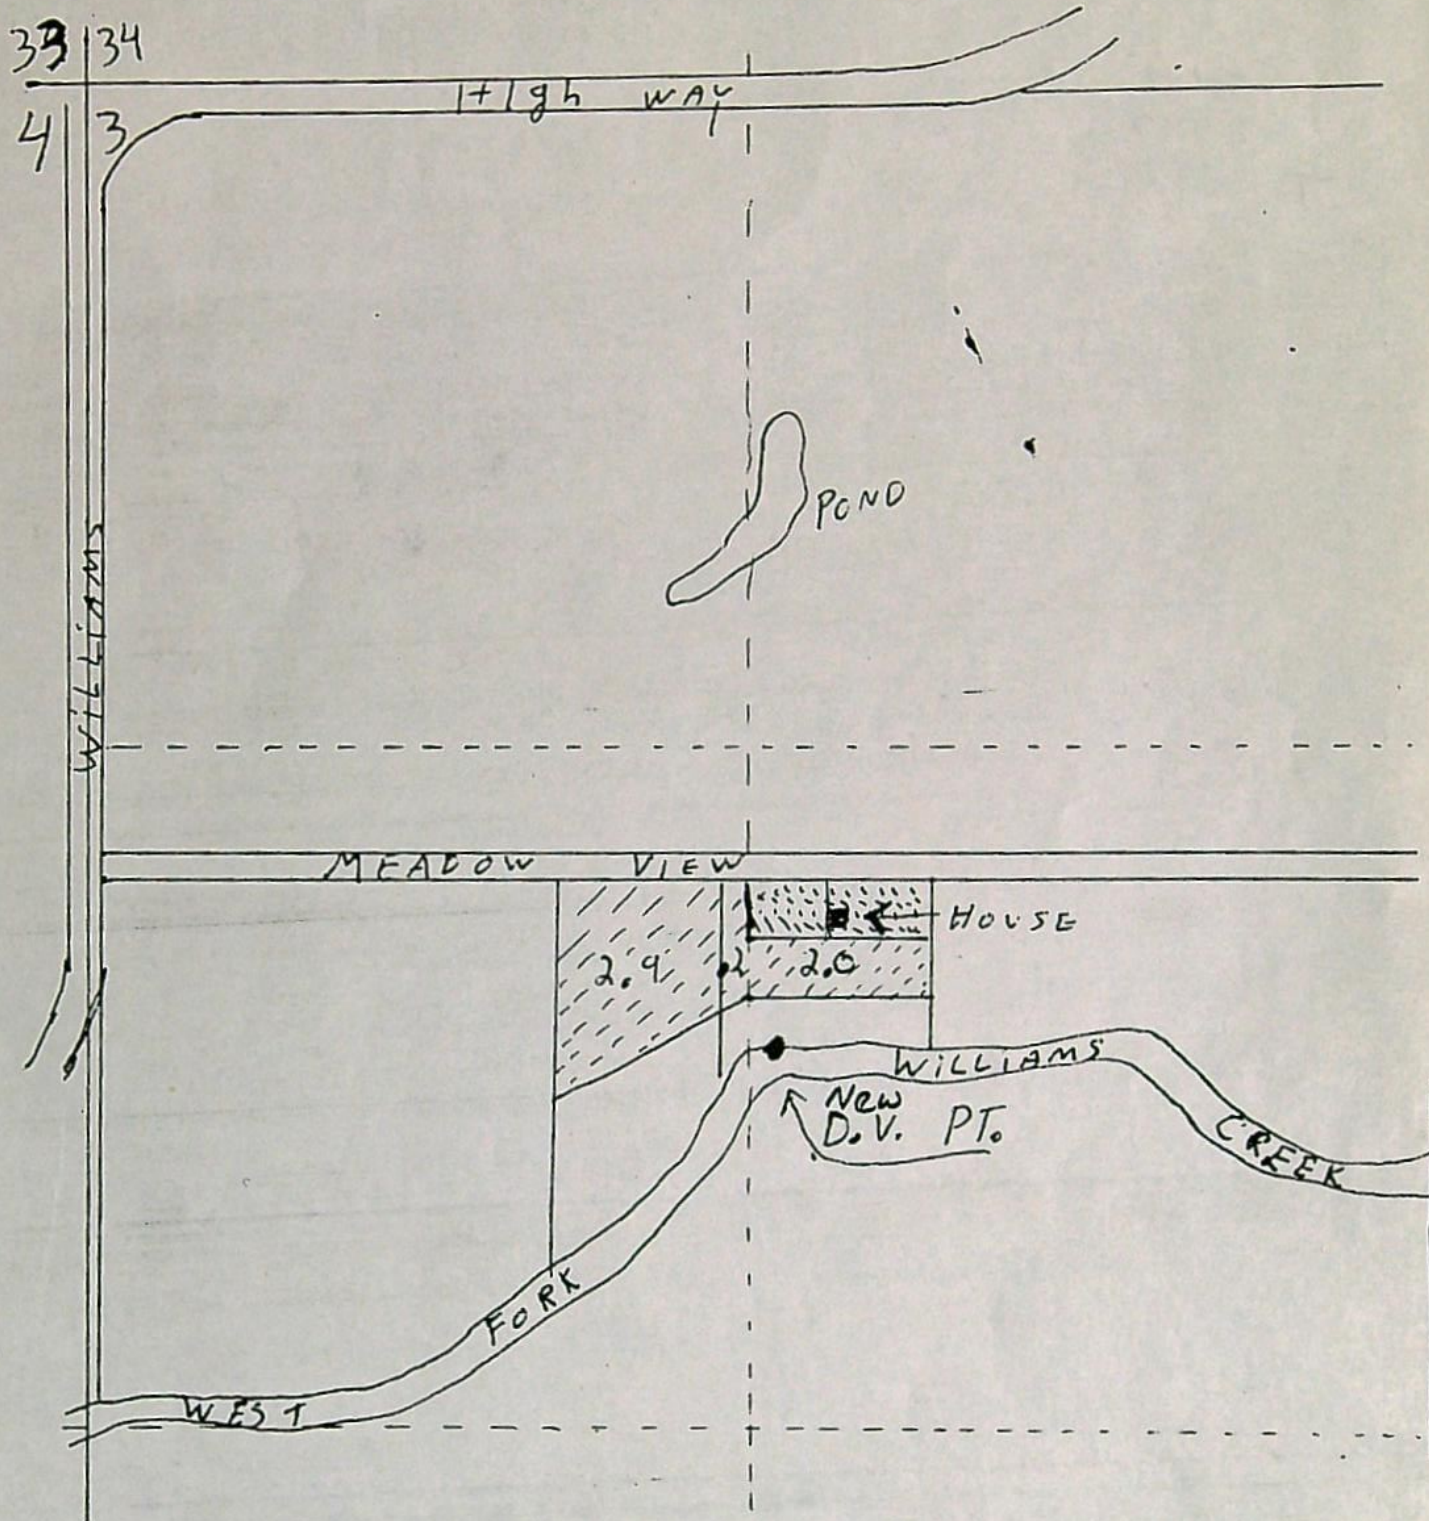 33 34
High WAY
4 3
POND
WILLIAMS
MEADOW VIEW
HOUSE
2.9 .2 2.0
WILLIAMS
New
D.V. PT.
CREEK
FORK
WEST